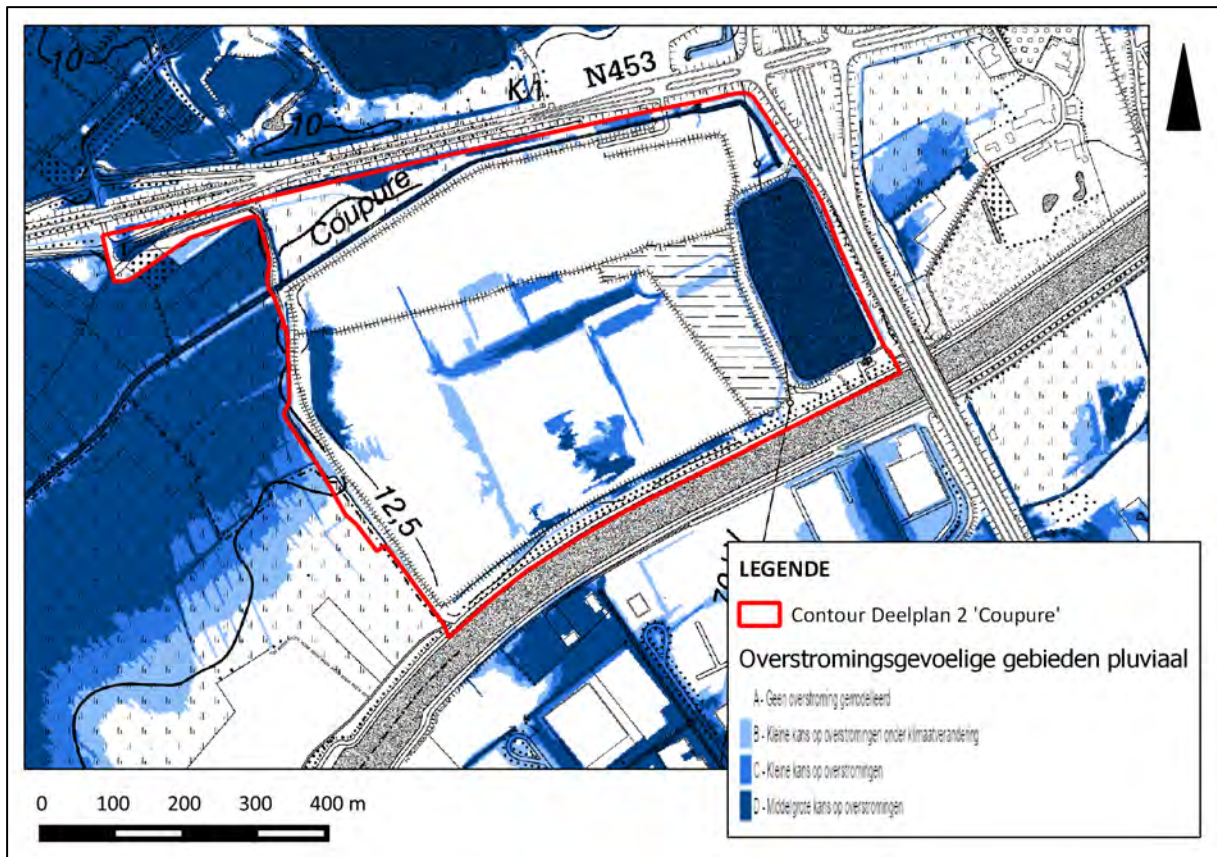 10
K.I.
N453
10
Coupure
12,5
LEGENDE
Contour Deelplan 2 'Coupure'
Overstromingsgevoelige gebieden pluviaal
A - Geen overstroming gemodelleerd
B - Kleine kans op overstromingen onder klimaatverandering
C - Kleine kans op overstromingen
D - Middelgrote kans op overstromingen
0 100 200 300 400 m